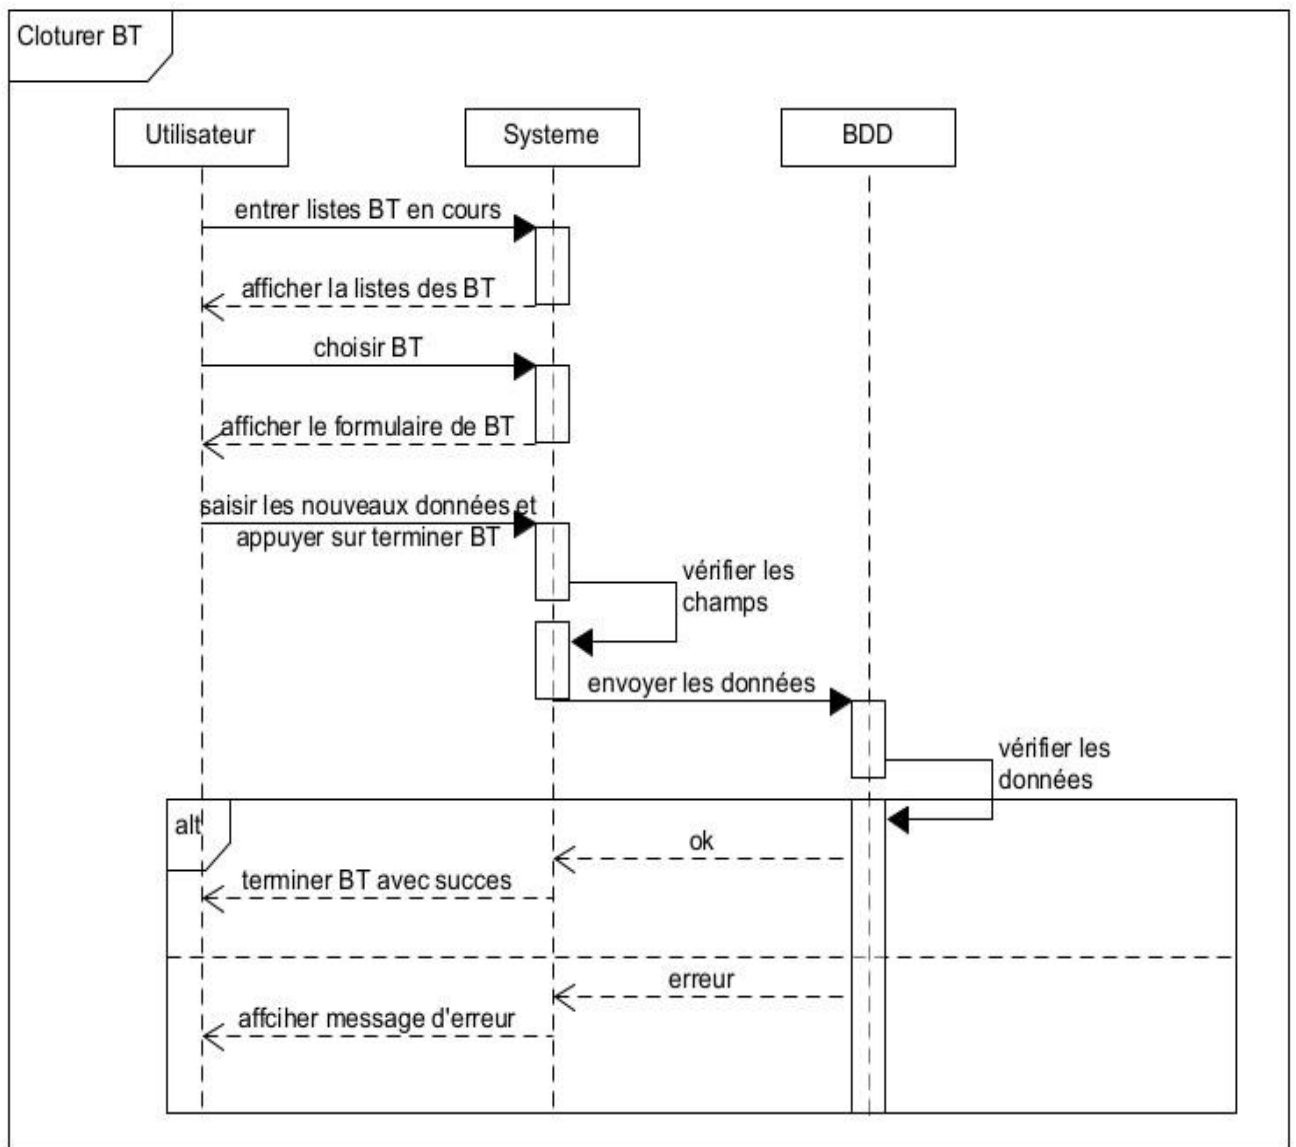 Cloturer BT
Utilisateur
Systeme
BDD
entrer listes BT en cours
afficher la listes des BT
choisir BT
afficher le formulaire de BT
saisir les nouveaux données et
appuyer sur terminer BT
vérifier les
champs
envoyer les données
vérifier les
données
alt
ok
terminer BT avec succes
erreur
affciher message d'erreur